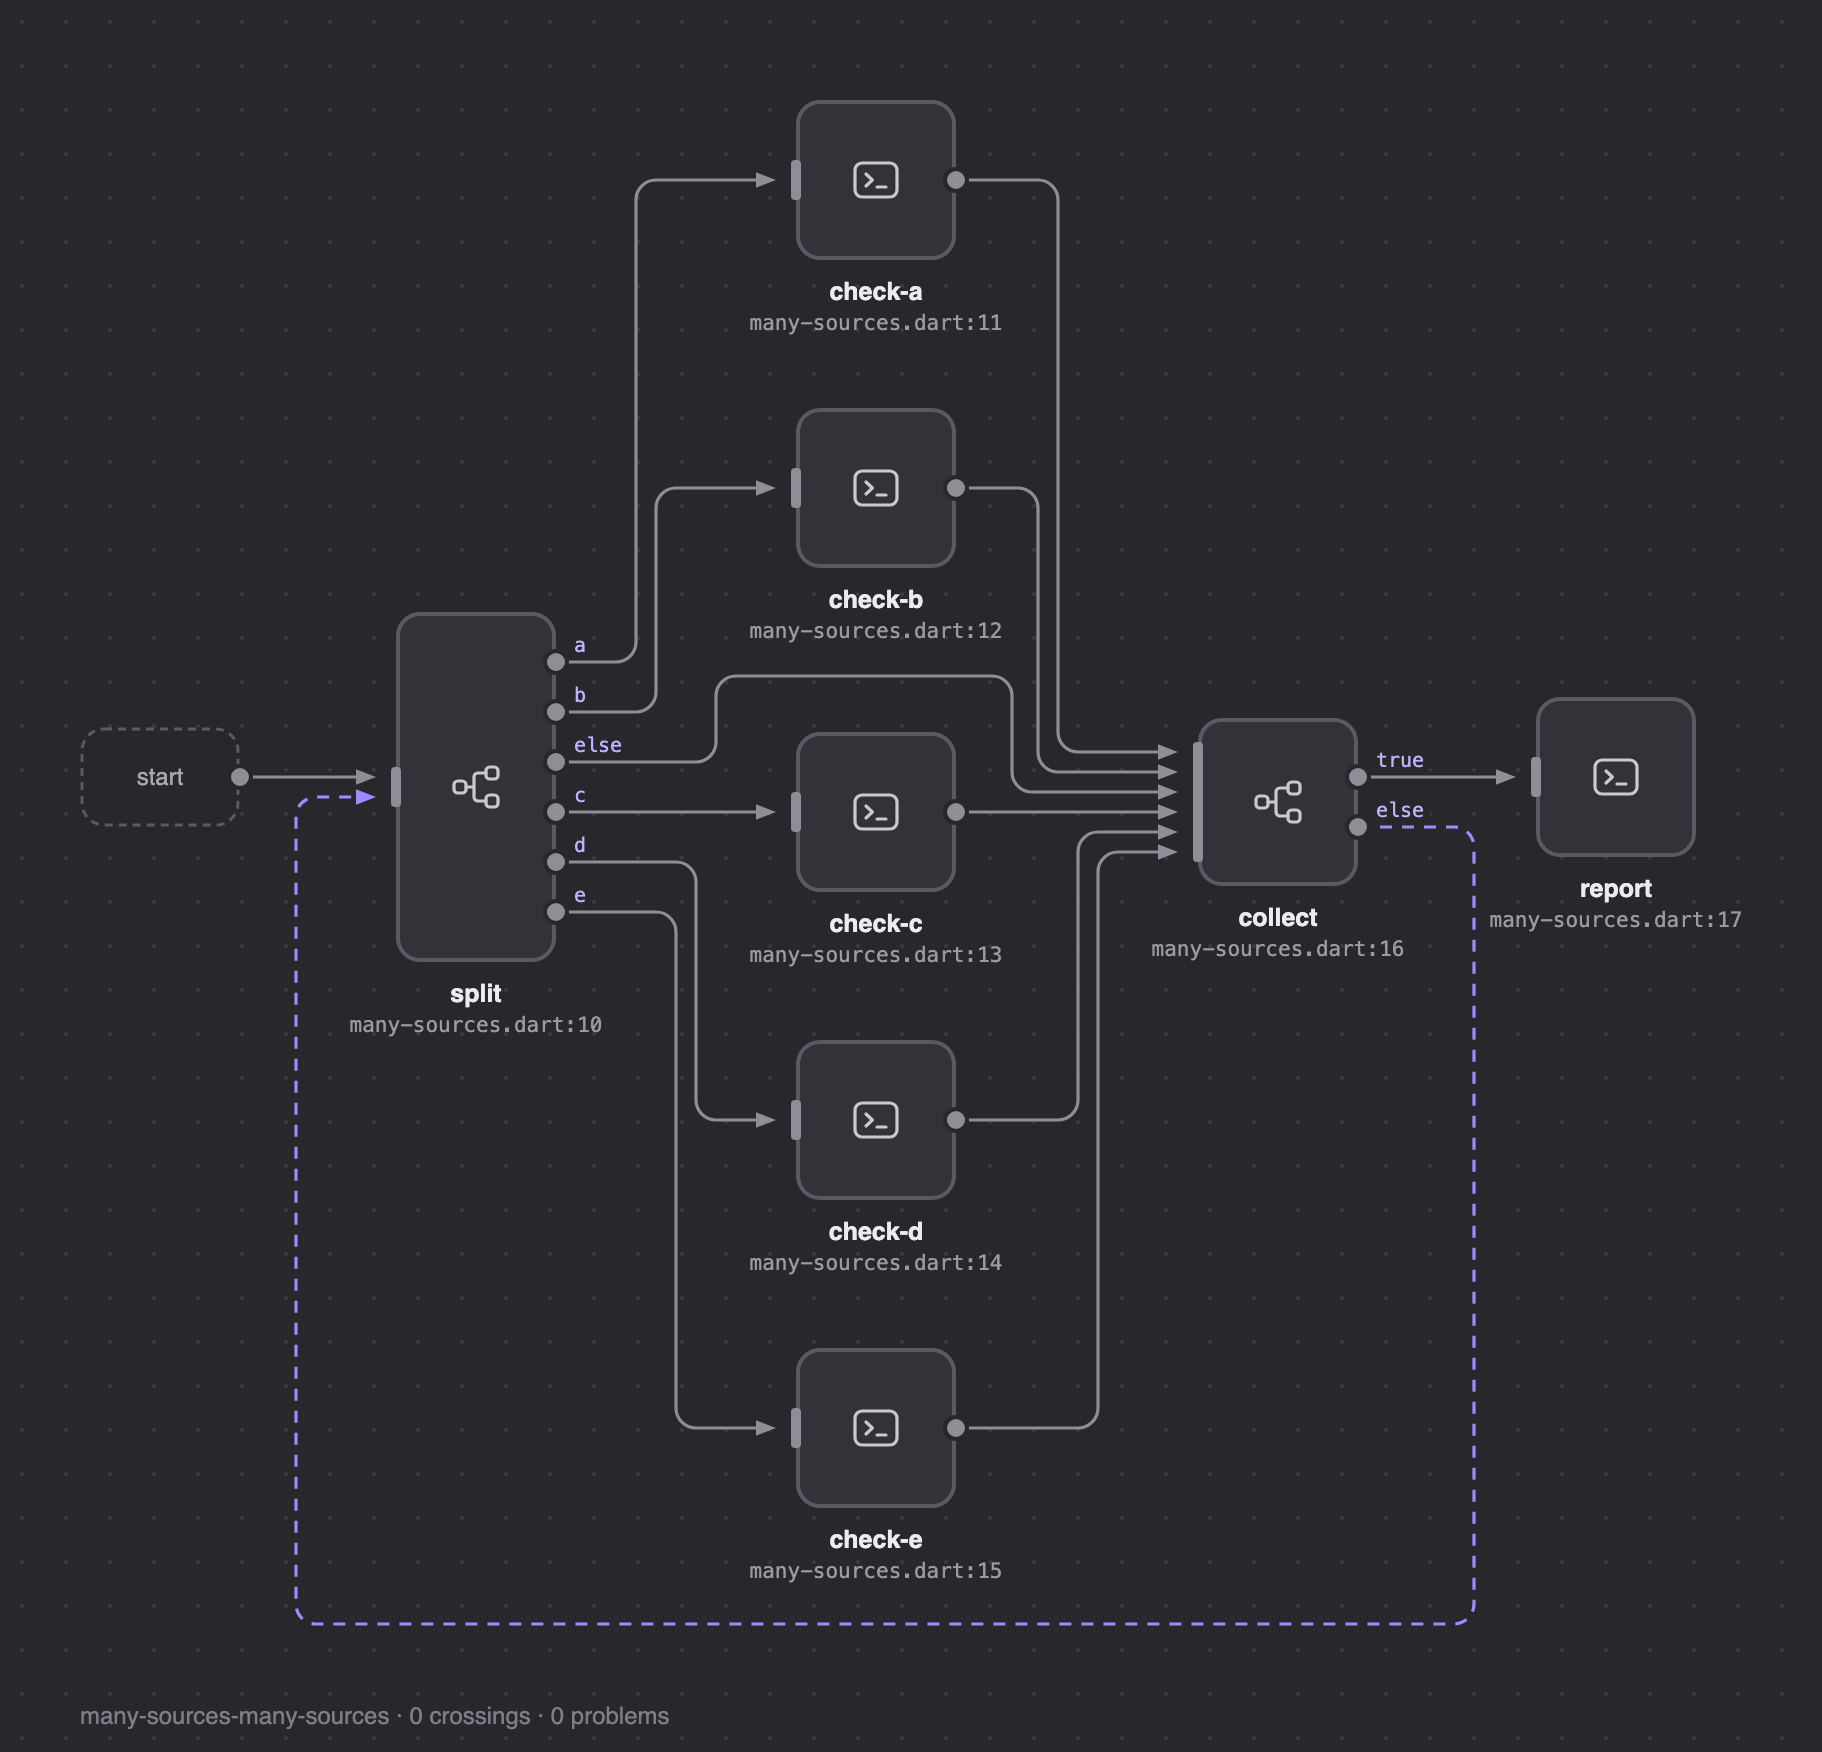 check-a
many-sources.dart:11
check-b
many-sources.dart:12
a
b
else
c
d
e
start
split
many-sources.dart:10
check-c
many-sources.dart:13
true
else
collect
many-sources.dart:16
report
many-sources.dart:17
check-d
many-sources.dart:14
check-e
many-sources.dart:15
many-sources-many-sources · 0 crossings · 0 problems